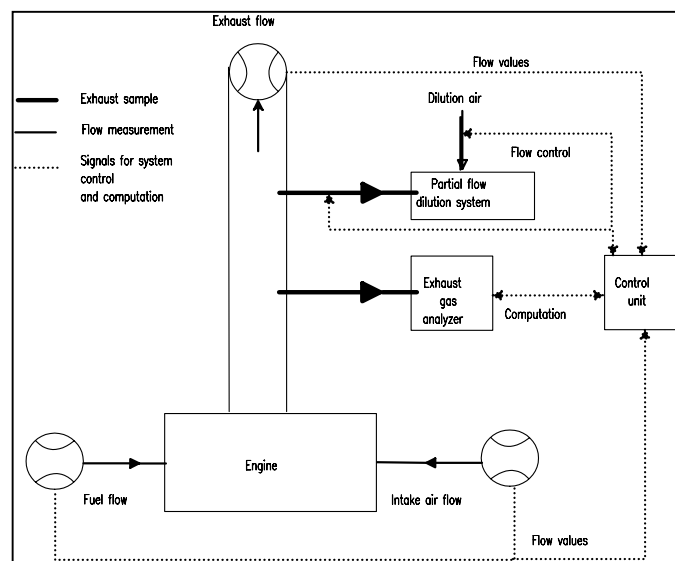 Exhaust flow
Flow values
Exhaust sample
Flow measurement
Signals for system
control
and computation
Dilution air
Flow control
Partial flow
dilution system
Exhaust
gas
analyzer
Computation
Control
unit
Engine
Fuel flow
Intake air flow
Flow values